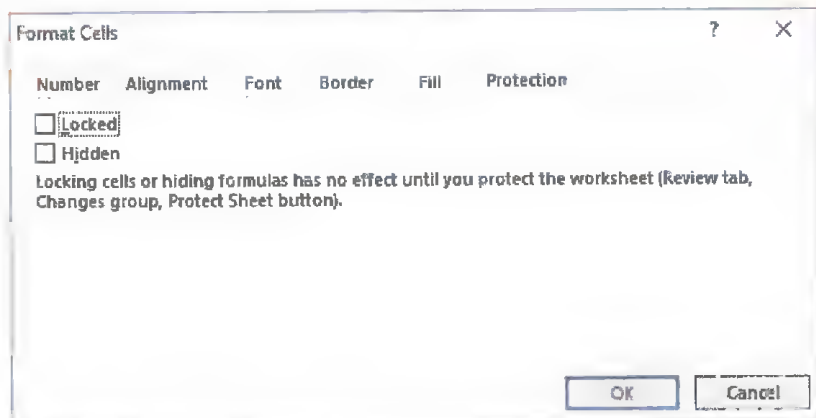 Format Cells ?
Number Alignment Font Border Fill Protection
Locked
Hidden
Locking cells or hiding formulas has no effect until you protect the worksheet (Review tab,
Changes group, Protect Sheet button).
OK Cancel